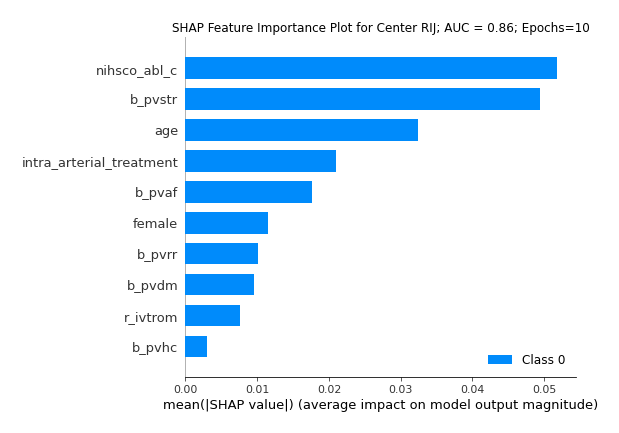 SHAP Feature Importance Plot for Center RIJ; AUC = 0.86; Epochs=10
nihsco_abl_c
b_pvstr
age
intra_arterial_treatment
b_pvaf
female
b_pvrr
b_pvdm
r_ivtrom
b_pvhc
Class 0
0.00 0.01 0.02 0.03 0.04 0.05
mean(|SHAP value|) (average impact on model output magnitude)